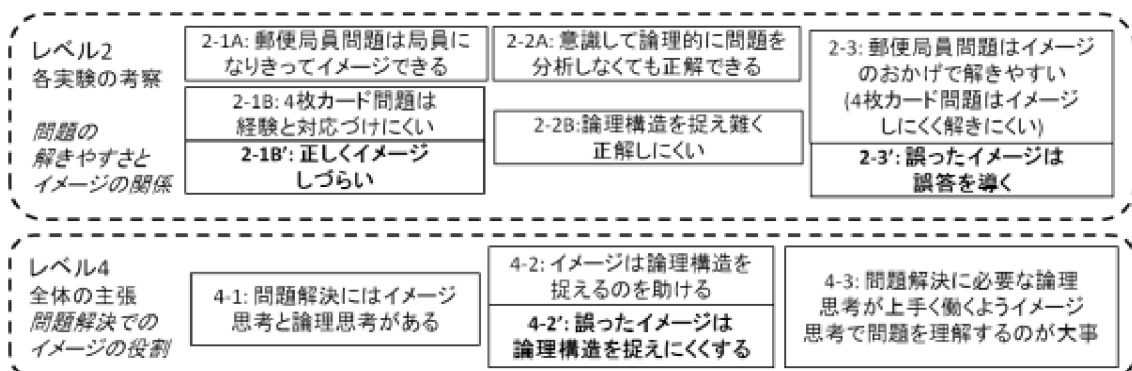 レベル2
各実験の考察
問題の
解きやすさと
イメージの関係
2-1A: 郵便局員問題は局員に
なりきってイメージできる
2-1B: 4枚カード問題は
経験と対応づけにくい
2-1B': 正しくイメージ
しづらい
2-2A: 意識して論理的に問題を
分析しなくても正解できる
2-2B: 論理構造を捉え難く
正解しにくい
2-3: 郵便局員問題はイメージ
のおかげで解きやすい
(4枚カード問題はイメージ
しにくく解きにくい)
2-3': 誤ったイメージは
誤答を導く
レベル4
全体の主張
問題解決での
イメージの役割
4-1: 問題解決にはイメージ
思考と論理思考がある
4-2: イメージは論理構造を
捉えるのを助ける
4-2': 誤ったイメージは
論理構造を捉えにくくする
4-3: 問題解決に必要な論理
思考が上手く働くようイメージ
思考で問題を理解するのが大事